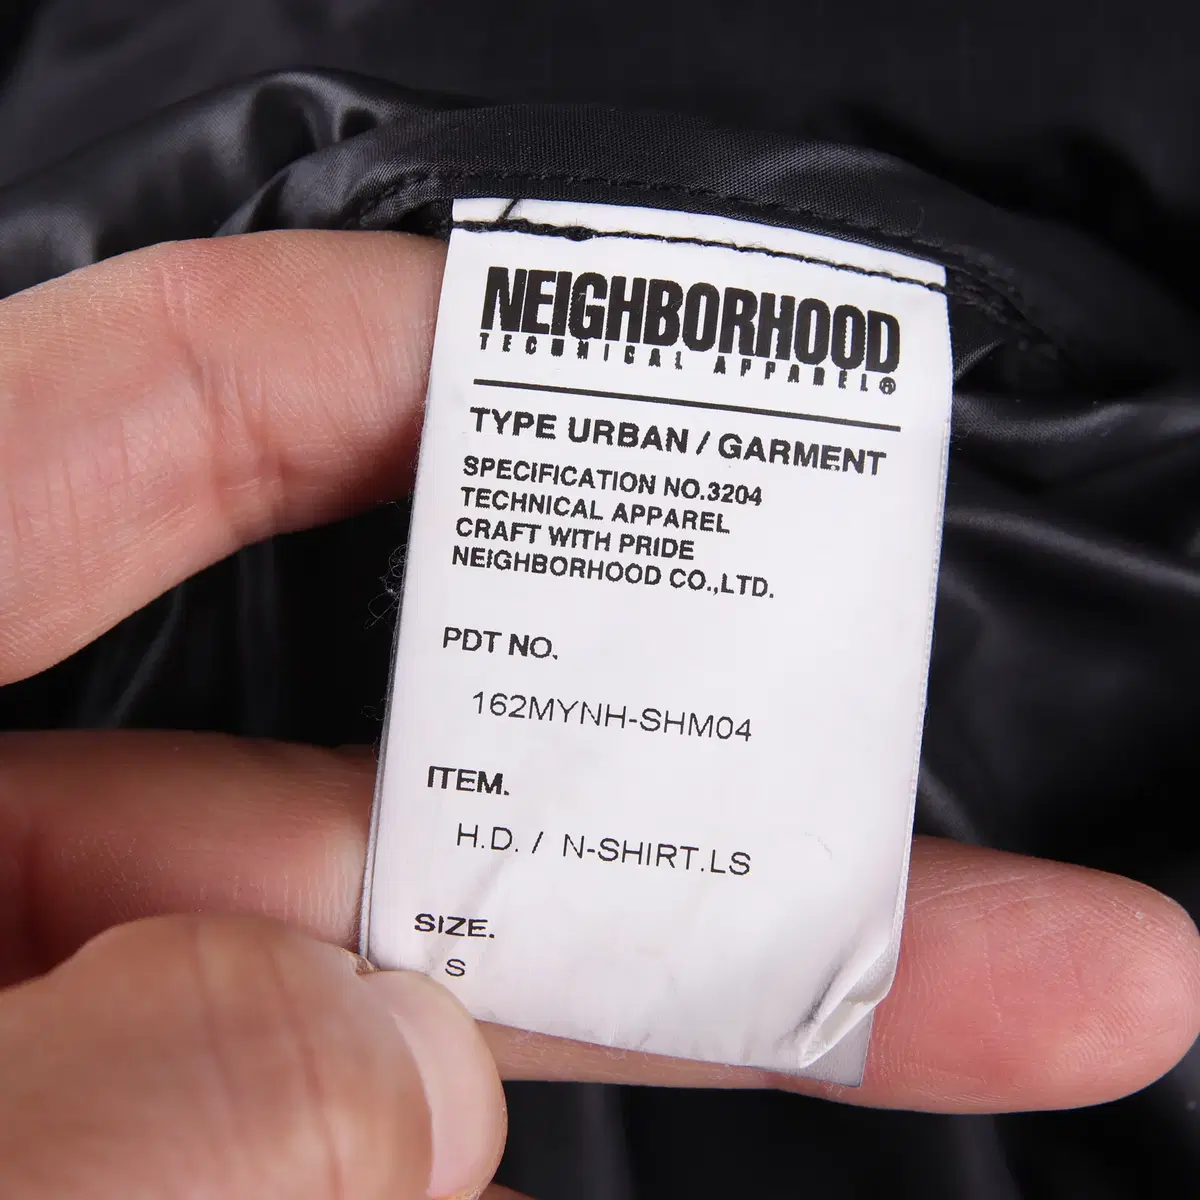 NEIGHBORHOOD
TECHNICAL APPAREL®
TYPE URBAN / GARMENT
SPECIFICATION NO.3204
TECHNICAL APPAREL
CRAFT WITH PRIDE
NEIGHBORHOOD CO.,LTD.
PDT NO.
162MYNH-SHM04
ITEM.
H.D. / N-SHIRT.LS
SIZE.
S